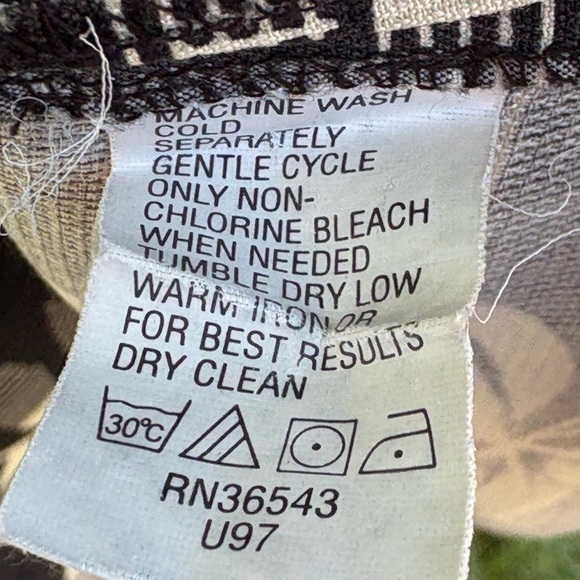 MACHINE WASH
COLD
SEPARATELY
GENTLE CYCLE
ONLY NON-
CHLORINE BLEACH
WHEN NEEDED
TUMBLE DRY LOW
WARM IRON OR
FOR BEST RESULTS
DRY CLEAN
30°C
RN36543
U97